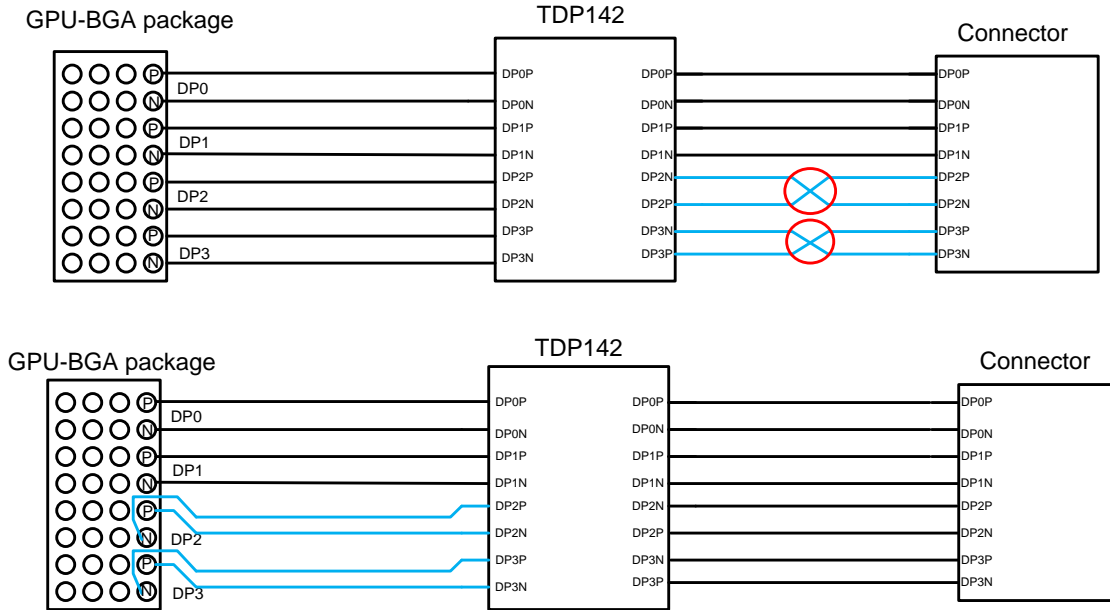 GPU-BGA package
TDP142
Connector
P
DP0
N
P
DP1
N
P
DP2
N
P
DP3
N
DP0P
DP0N
DP1P
DP1N
DP2P
DP2N
DP3P
DP3N
DP0P
DP0N
DP1P
DP1N
DP2N
DP2P
DP3N
DP3P
DP0P
DP0N
DP1P
DP1N
DP2P
DP2N
DP3P
DP3N
GPU-BGA package
TDP142
Connector
P
DP0
N
P
DP1
N
P
N
DP2
P
N
DP3
DP0P
DP0N
DP1P
DP1N
DP2P
DP2N
DP3P
DP3N
DP0P
DP0N
DP1P
DP1N
DP2N
DP2P
DP3N
DP3P
DP0P
DP0N
DP1P
DP1N
DP2P
DP2N
DP3P
DP3N